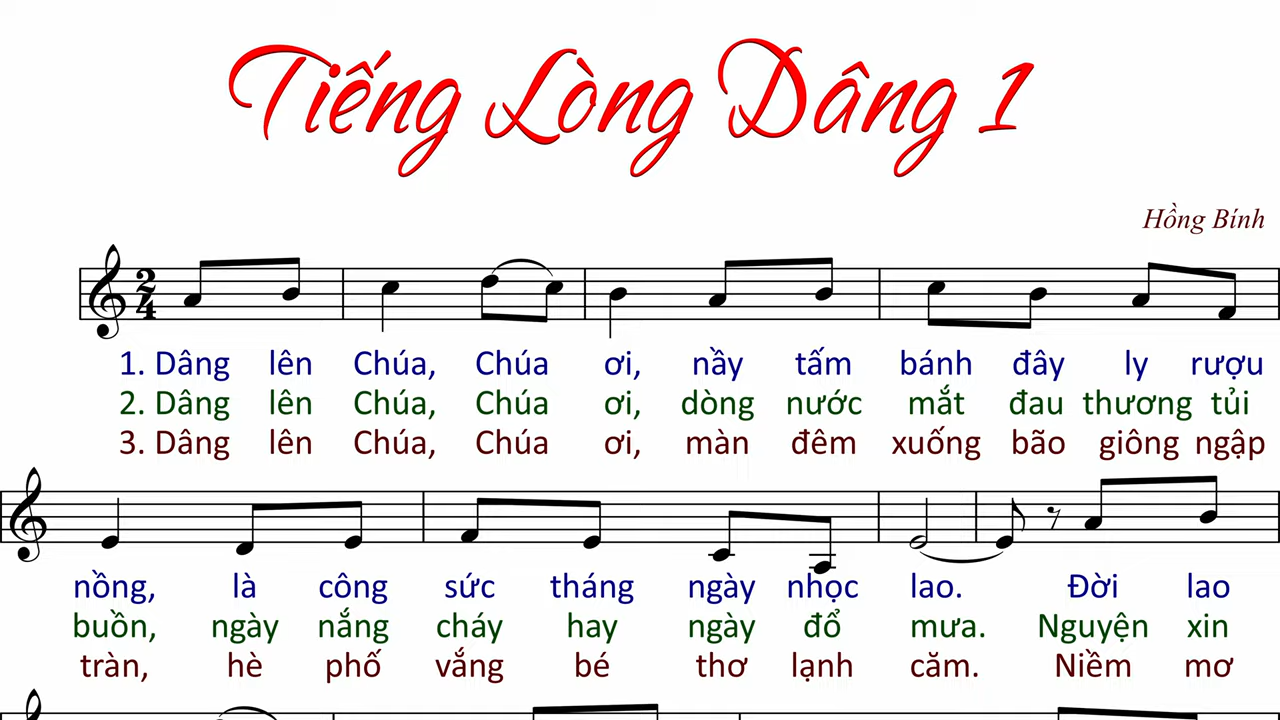 Tiếng Lòng Dâng 1
Hồng Bính
2
4
1. Dâng lên Chúa, Chúa ơi, nầy tấm bánh đây ly rượu
2. Dâng lên Chúa, Chúa ơi, dòng nước mắt đau thương tủi
3. Dâng lên Chúa, Chúa ơi, màn đêm xuống bão giông ngập
nồng, là công sức tháng ngày nhọc lao. Đời lao
buồn, ngày nắng cháy hay ngày đổ mưa. Nguyện xin
tràn, hè phố vắng bé thơ lạnh căm. Niềm mơ